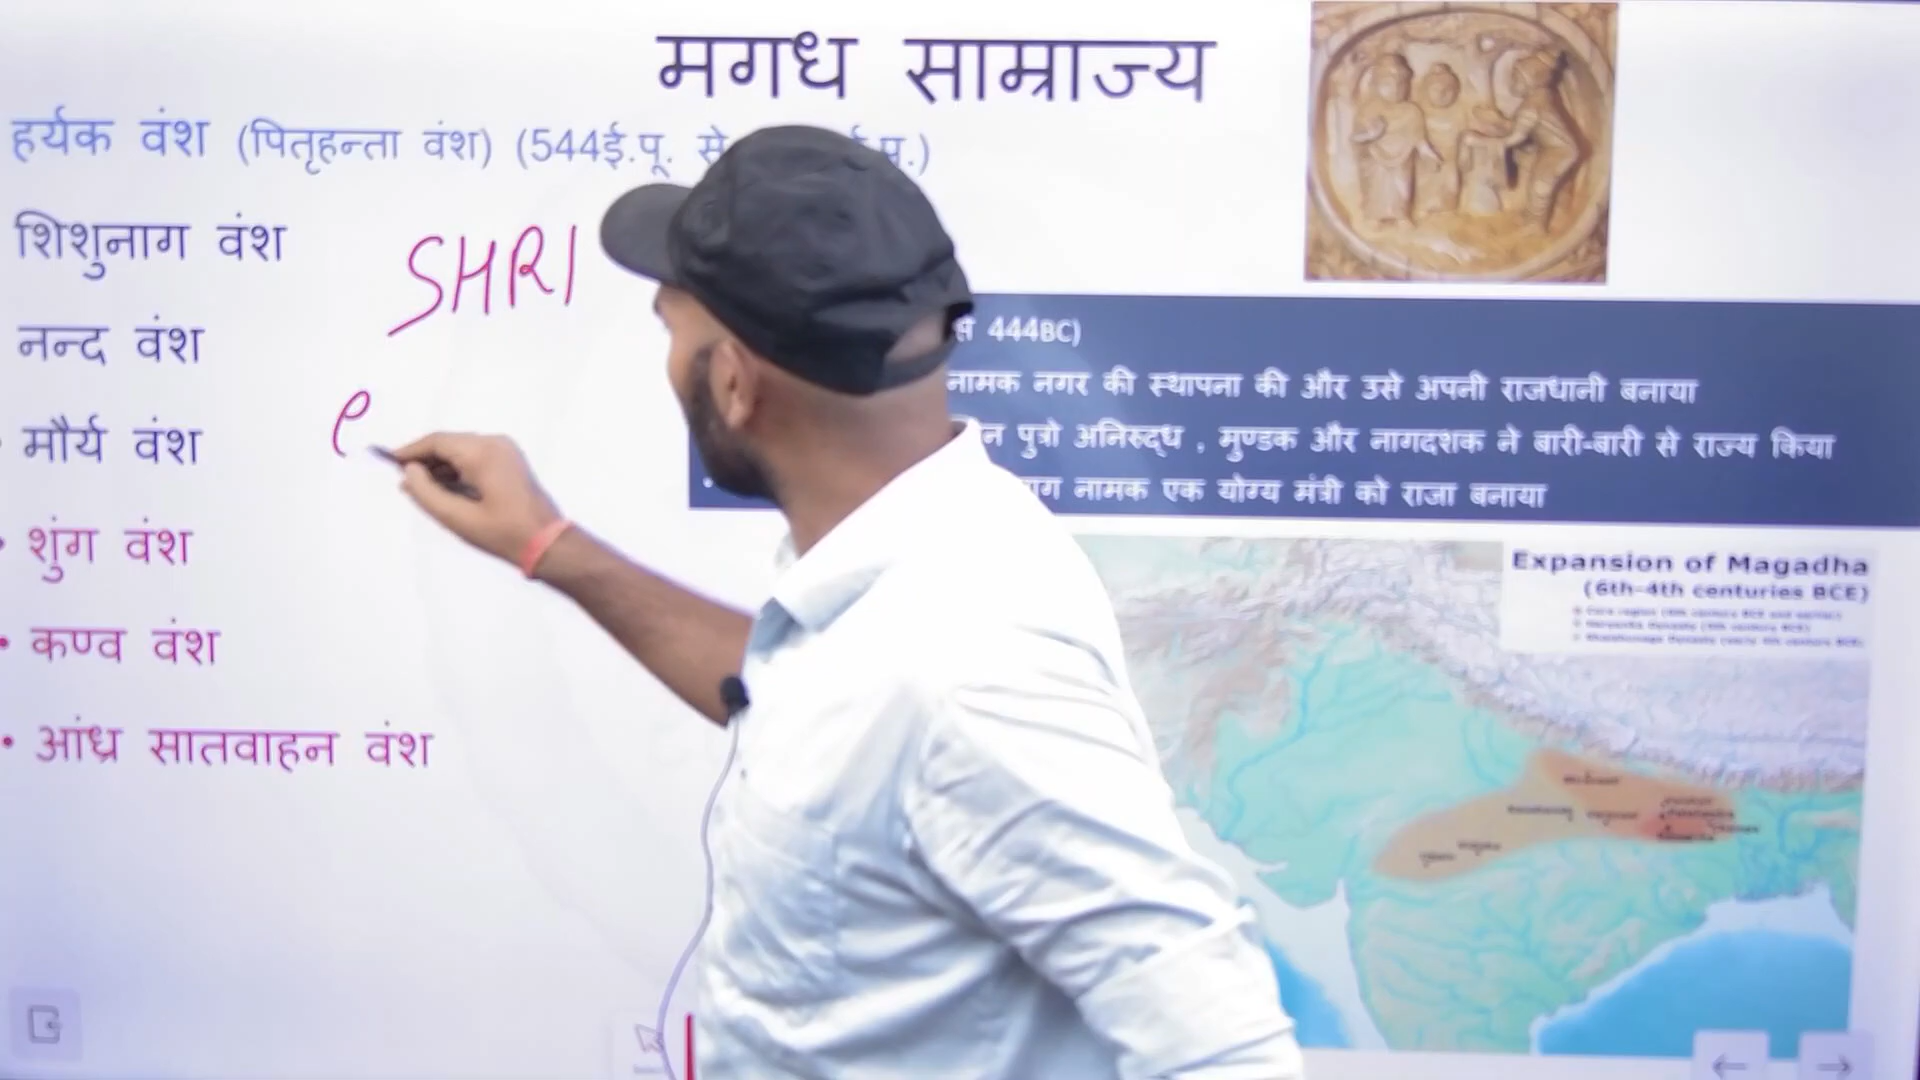 मगध साम्राज्य
हर्यक वंश (पितृहन्ता वंश) (544ई.पू. से
शिशुनाग वंश
SHRI
नन्द वंश
• मौर्य वंश
• शुंग वंश
• कण्व वंश
• आंध्र सातवाहन वंश
से 444BC)
नामक नगर की स्थापना की और उसे अपनी राजधानी बनाया
पुत्रो अनिरुद्ध , मुण्डक और नागदशक ने बारी-बारी से राज्य किया
नामक एक योग्य मंत्री को राजा बनाया
Expansion of Magadha
(6th-4th centuries BCE)